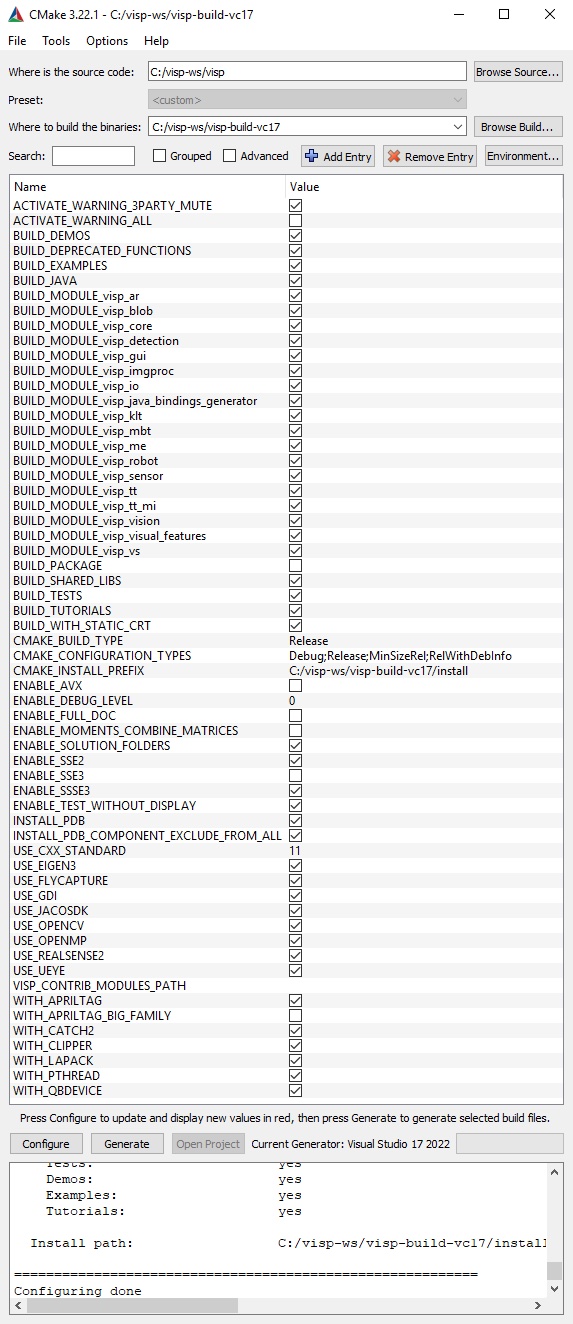 CMake 3.22.1 - C:/visp-ws/visp-build-vc17
File Tools Options Help
Where is the source code: C:/visp-ws/visp Browse Source...
Preset: <custom>
Where to build the binaries: C:/visp-ws/visp-build-vc17 Browse Build...
Search: Grouped Advanced Add Entry Remove Entry Environment...
Name Value
ACTIVATE_WARNING_3PARTY_MUTE
ACTIVATE_WARNING_ALL
BUILD_DEMOS
BUILD_DEPRECATED_FUNCTIONS
BUILD_EXAMPLES
BUILD_JAVA
BUILD_MODULE_visp_ar
BUILD_MODULE_visp_blob
BUILD_MODULE_visp_core
BUILD_MODULE_visp_detection
BUILD_MODULE_visp_gui
BUILD_MODULE_visp_imgproc
BUILD_MODULE_visp_io
BUILD_MODULE_visp_java_bindings_generator
BUILD_MODULE_visp_klt
BUILD_MODULE_visp_mbt
BUILD_MODULE_visp_me
BUILD_MODULE_visp_robot
BUILD_MODULE_visp_sensor
BUILD_MODULE_visp_tt
BUILD_MODULE_visp_tt_mi
BUILD_MODULE_visp_vision
BUILD_MODULE_visp_visual_features
BUILD_MODULE_visp_vs
BUILD_PACKAGE
BUILD_SHARED_LIBS
BUILD_TESTS
BUILD_TUTORIALS
BUILD_WITH_STATIC_CRT
CMAKE_BUILD_TYPE Release
CMAKE_CONFIGURATION_TYPES Debug;Release;MinSizeRel;RelWithDebInfo
CMAKE_INSTALL_PREFIX C:/visp-ws/visp-build-vc17/install
ENABLE_AVX
ENABLE_DEBUG_LEVEL 0
ENABLE_FULL_DOC
ENABLE_MOMENTS_COMBINE_MATRICES
ENABLE_SOLUTION_FOLDERS
ENABLE_SSE2
ENABLE_SSE3
ENABLE_SSSE3
ENABLE_TEST_WITHOUT_DISPLAY
INSTALL_PDB
INSTALL_PDB_COMPONENT_EXCLUDE_FROM_ALL
USE_CXX_STANDARD 11
USE_EIGEN3
USE_FLYCAPTURE
USE_GDI
USE_JACOSDK
USE_OPENCV
USE_OPENMP
USE_REALSENSE2
USE_UEYE
VISP_CONTRIB_MODULES_PATH
WITH_APRILTAG
WITH_APRILTAG_BIG_FAMILY
WITH_CATCH2
WITH_CLIPPER
WITH_LAPACK
WITH_PTHREAD
WITH_QBDEVICE
Press Configure to update and display new values in red, then press Generate to generate selected build files.
Configure Generate Open Project Current Generator: Visual Studio 17 2022
Tests: yes
Demos: yes
Examples: yes
Tutorials: yes
Install path: C:/visp-ws/visp-build-vc17/install
==========================================================
Configuring done